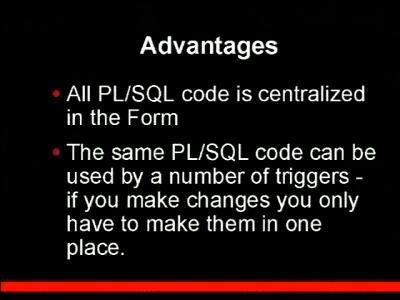 Advantages
• All PL/SQL code is centralized
in the Form
• The same PL/SQL code can be
used by a number of triggers -
if you make changes you only
have to make them in one
place.